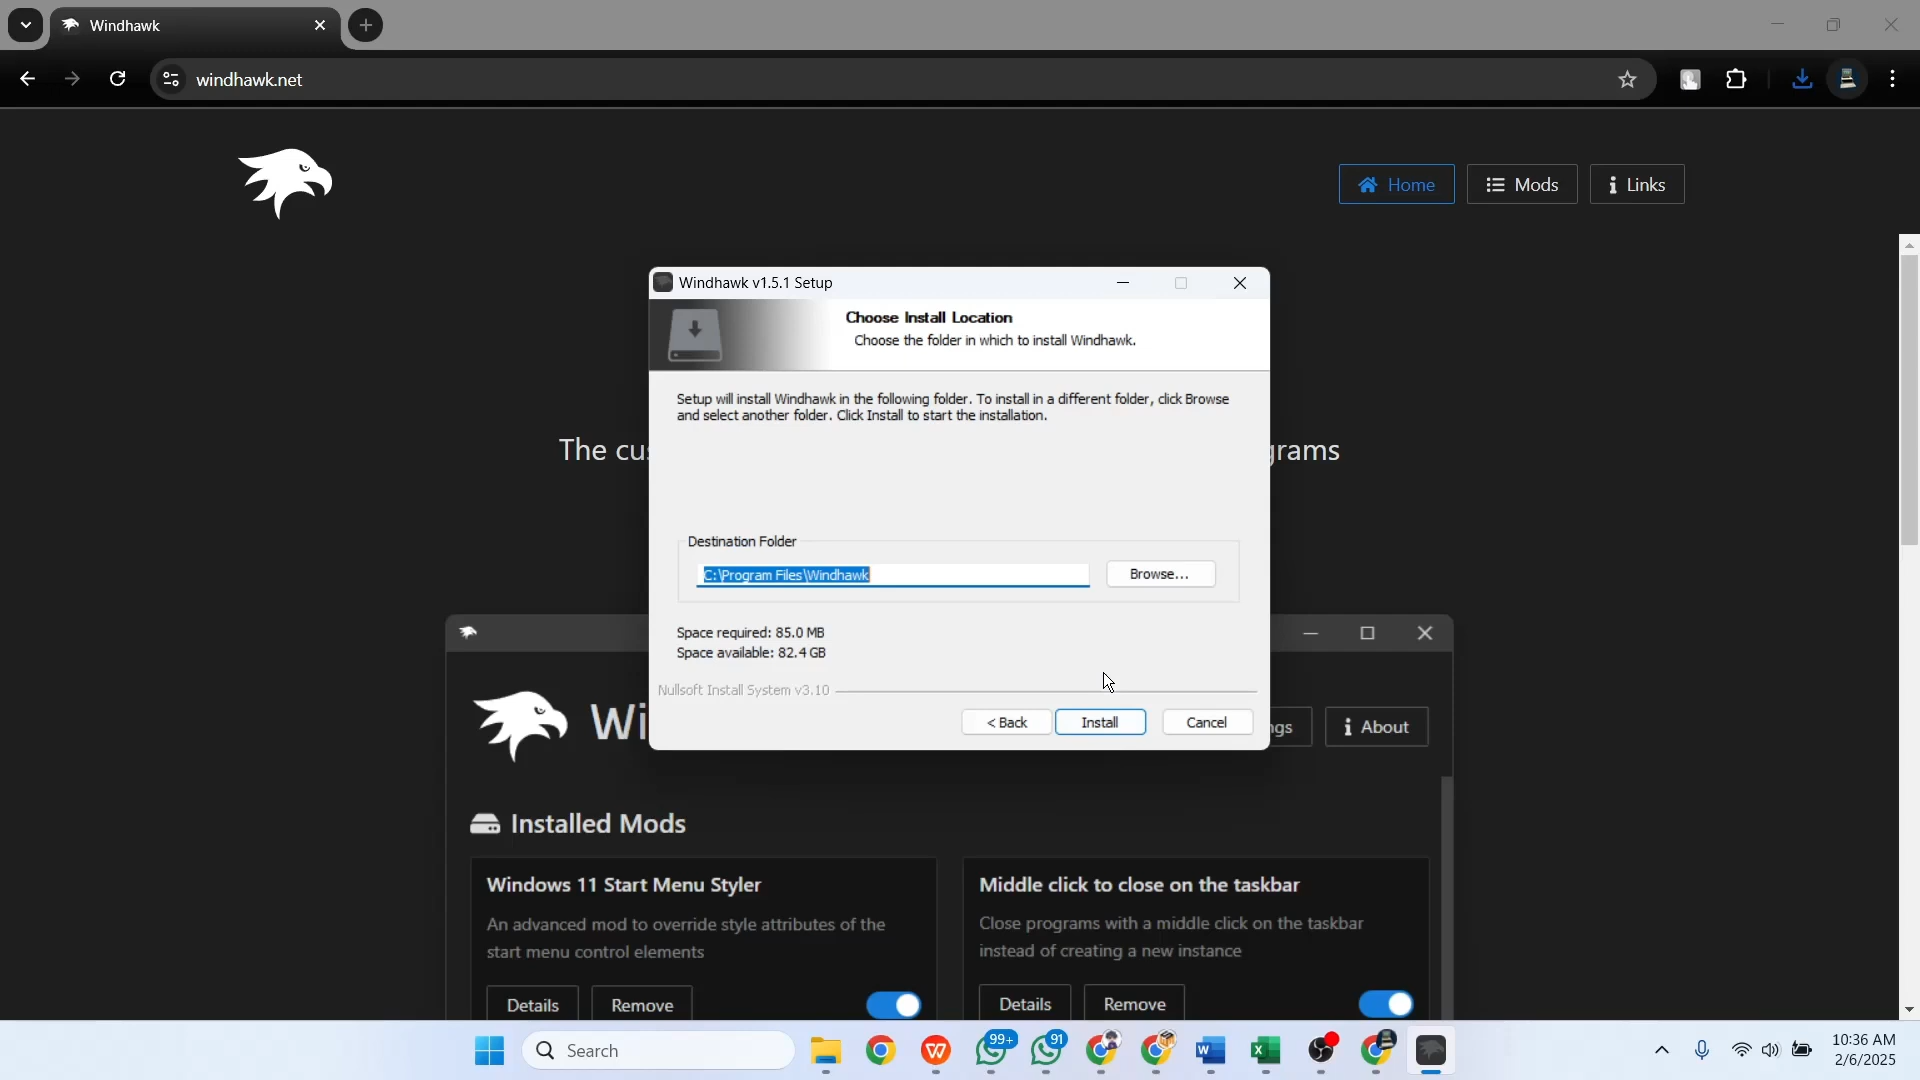 Windhawk
windhawk.net
Home
Mods
Links
Windhawk v1.5.1 Setup
Choose Install Location
Choose the folder in which to install Windhawk.
Setup will install Windhawk in the following folder. To install in a different folder, click Browse
and select another folder. Click Install to start the installation.
The cus
grams
Destination Folder
C:\Program Files\Windhawk
Browse...
Space required: 85.0 MB
Space available: 82.4 GB
Nullsoft Install System v3.10
< Back
Install
Cancel
Wi
ngs
About
Installed Mods
Windows 11 Start Menu Styler
An advanced mod to override style attributes of the
start menu control elements
Details
Remove
Middle click to close on the taskbar
Close programs with a middle click on the taskbar
instead of creating a new instance
Details
Remove
Search
99+
91
10:36 AM
2/6/2025